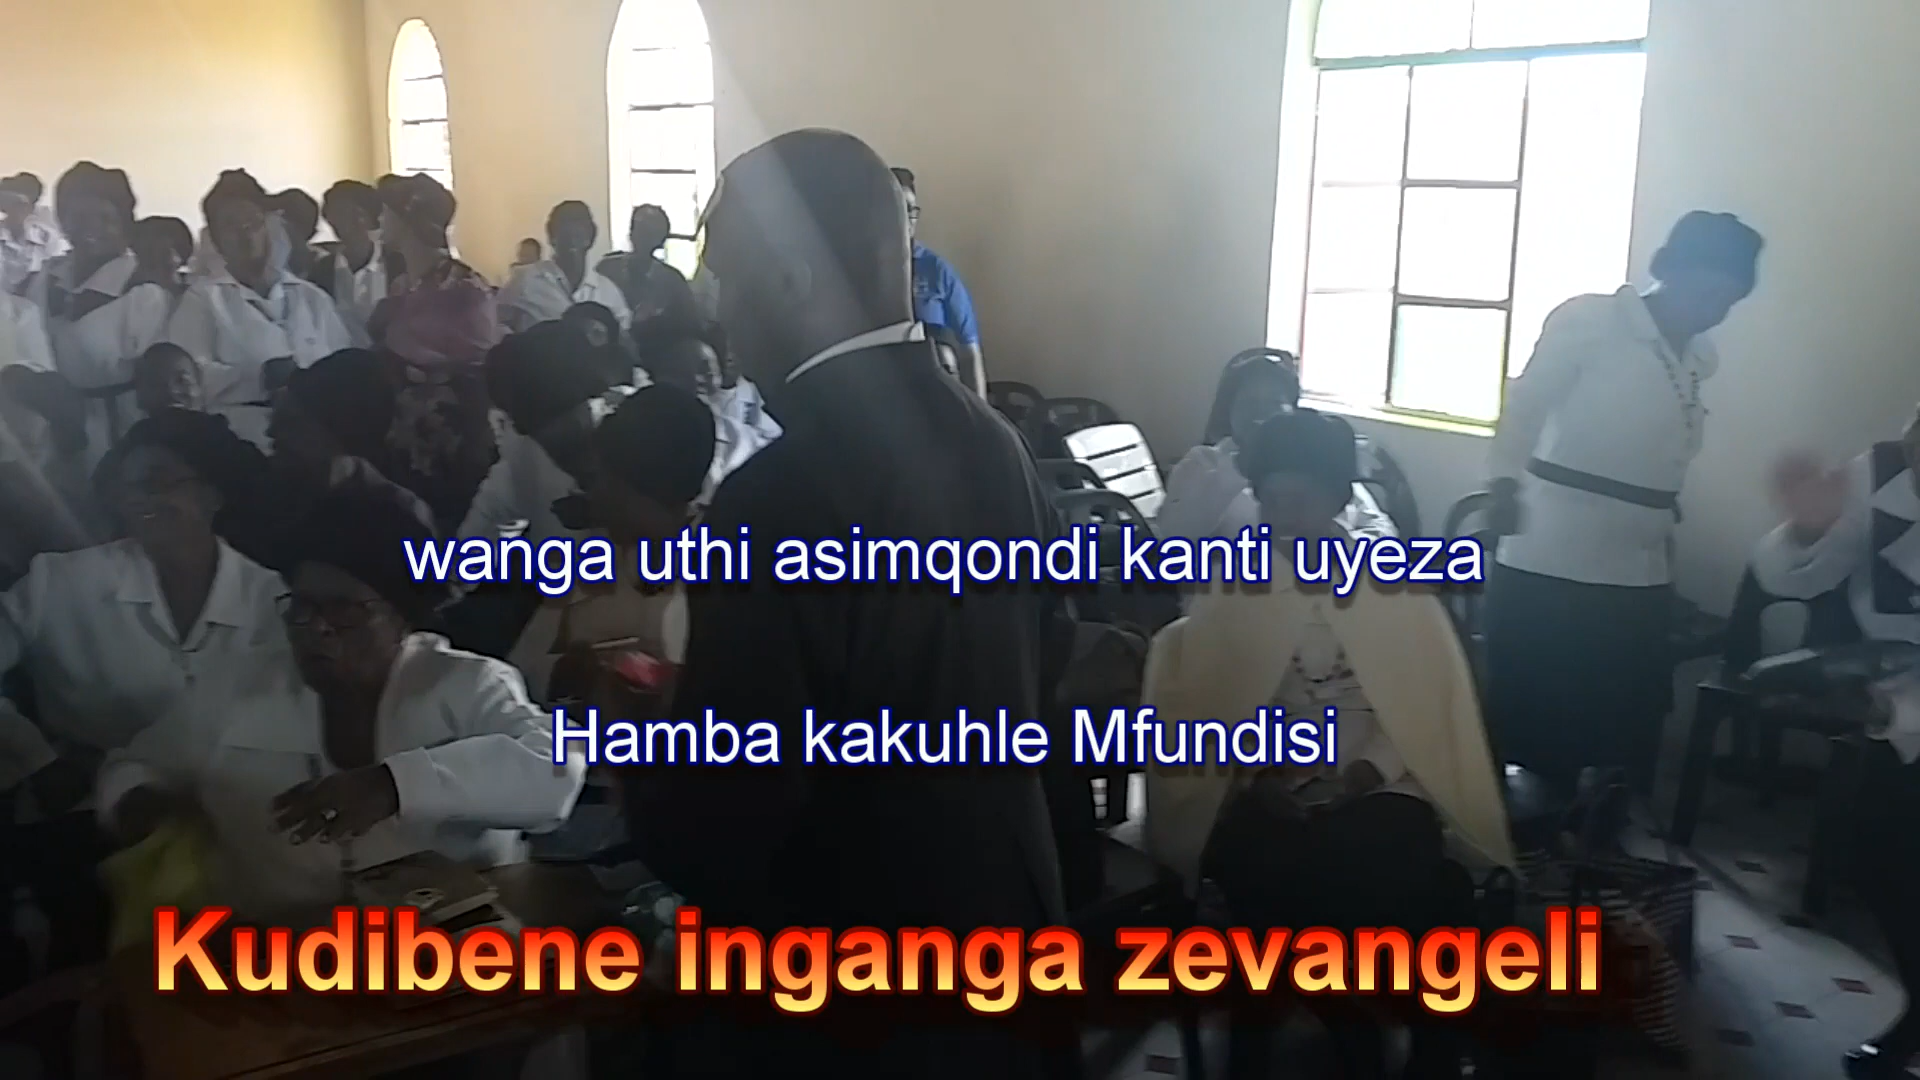 wanga uthi asimqondi kanti uyeza
Hamba kakuhle Mfundisi
Kudibene inganga zevangeli